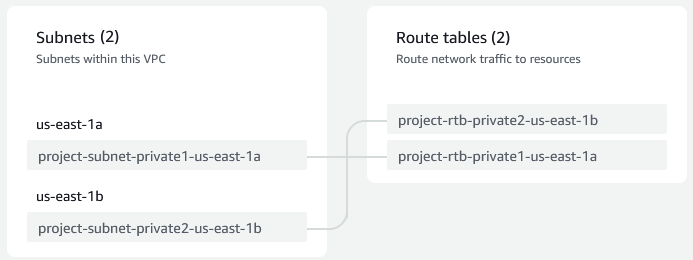 Subnets (2)
Subnets within this VPC
us-east-1a
project-subnet-private1-us-east-1a
us-east-1b
project-subnet-private2-us-east-1b
Route tables (2)
Route network traffic to resources
project-rtb-private2-us-east-1b
project-rtb-private1-us-east-1a